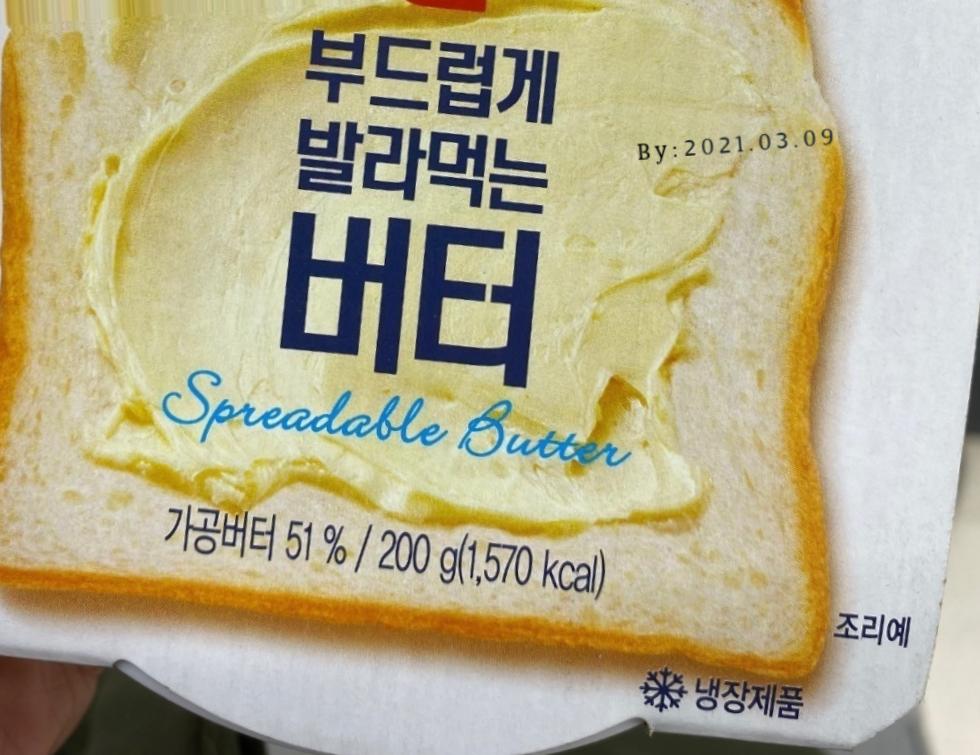 부드럽게
발라먹는
버터
By:2021.03.09
Spreadable Butter
가공버터 51 % / 200 g(1,570 kcal)
조리예
냉장제품